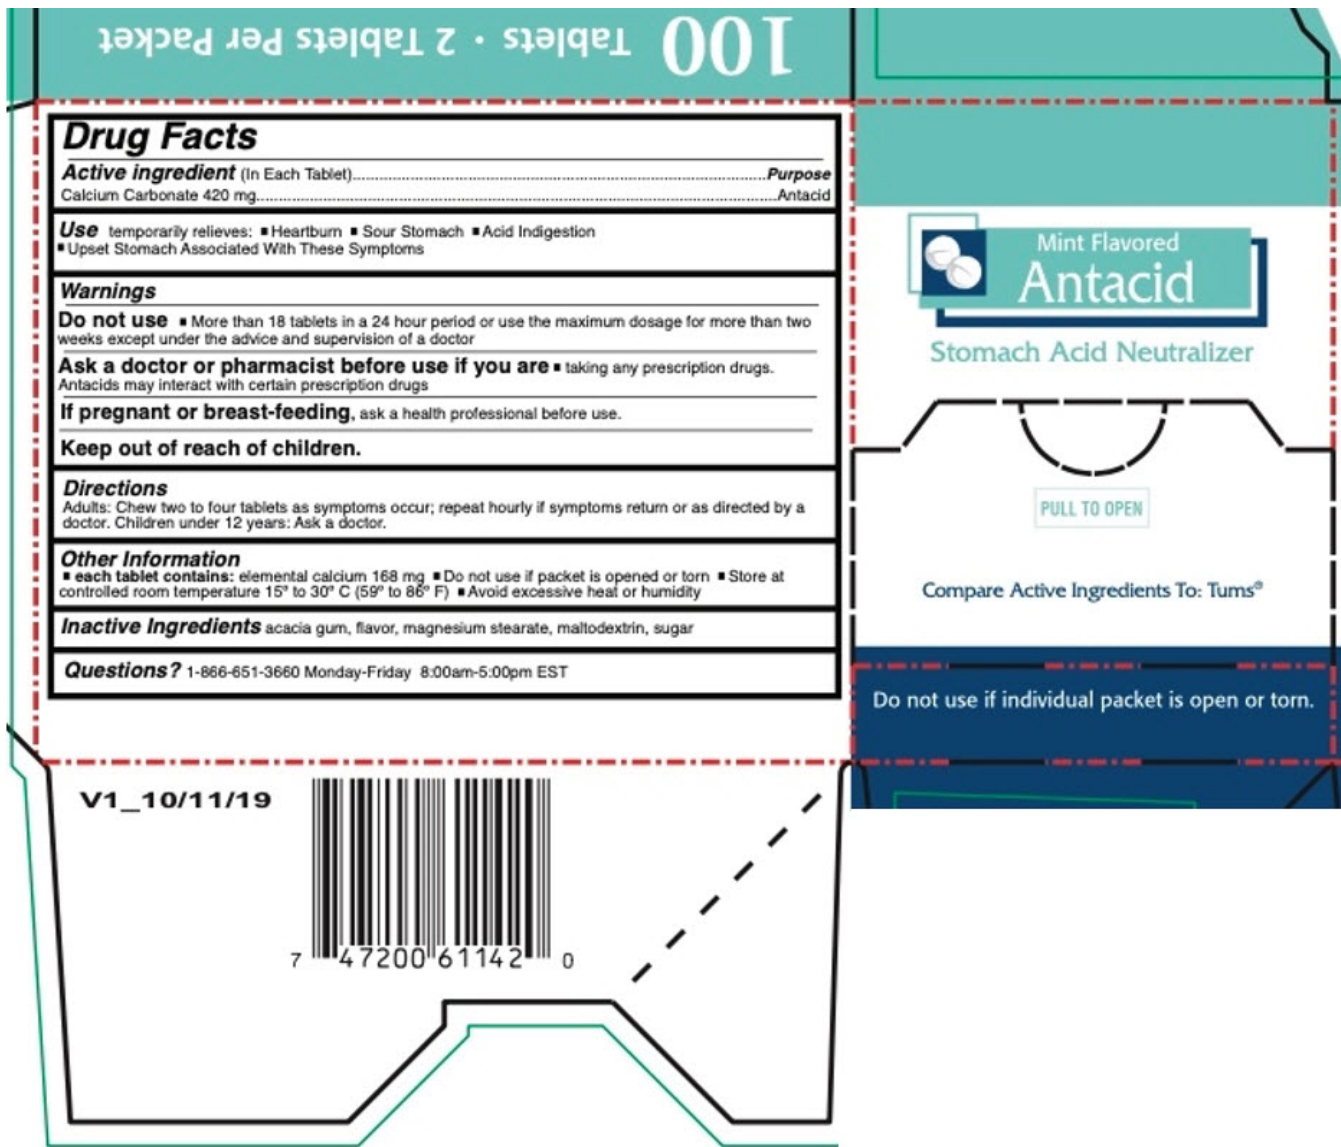 100 Tablets · 2 Tablets Per Packet
Drug Facts
Active ingredient (In Each Tablet)........Purpose
Calcium Carbonate 420 mg........Antacid
Use temporarily relieves: ▪ Heartburn ▪ Sour Stomach ▪ Acid Indigestion
▪ Upset Stomach Associated With These Symptoms
Warnings
Do not use ▪ More than 18 tablets in a 24 hour period or use the maximum dosage for more than two
weeks except under the advice and supervision of a doctor
Ask a doctor or pharmacist before use if you are ▪ taking any prescription drugs.
Antacids may interact with certain prescription drugs
If pregnant or breast-feeding, ask a health professional before use.
Keep out of reach of children.
Directions
Adults: Chew two to four tablets as symptoms occur; repeat hourly if symptoms return or as directed by a
doctor. Children under 12 years: Ask a doctor.
Other Information
▪ each tablet contains: elemental calcium 168 mg ▪ Do not use if packet is opened or torn ▪ Store at
controlled room temperature 15º to 30º C (59º to 86º F) ▪ Avoid excessive heat or humidity
Inactive Ingredients acacia gum, flavor, magnesium stearate, maltodextrin, sugar
Questions? 1-866-651-3660 Monday-Friday 8:00am-5:00pm EST
V1_10/11/19
7 47200 61142 0
Mint Flavored
Antacid
Stomach Acid Neutralizer
PULL TO OPEN
Compare Active Ingredients To: Tums®
Do not use if individual packet is open or torn.